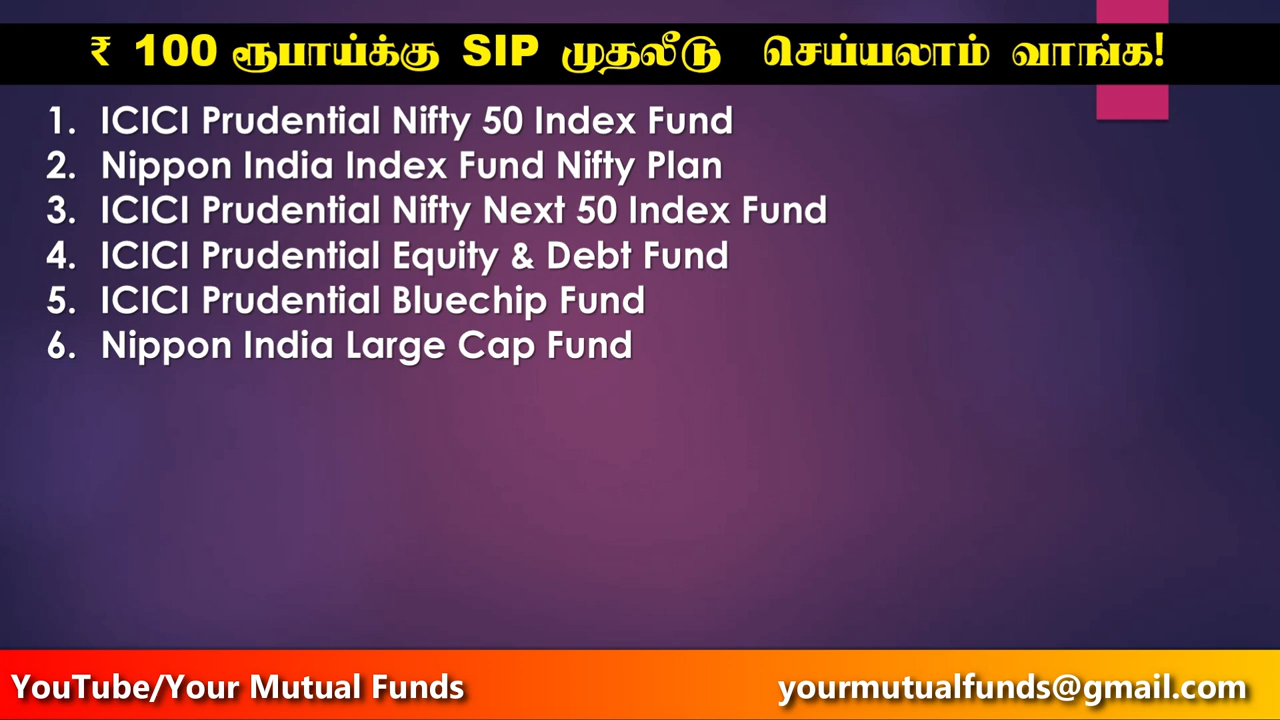 ₹ 100 ரூபாய்க்கு SIP முதலீடு செய்யலாம் வாங்க!
1. ICICI Prudential Nifty 50 Index Fund
2. Nippon India Index Fund Nifty Plan
3. ICICI Prudential Nifty Next 50 Index Fund
4. ICICI Prudential Equity & Debt Fund
5. ICICI Prudential Bluechip Fund
6. Nippon India Large Cap Fund
YouTube/Your Mutual Funds
yourmutualfunds@gmail.com